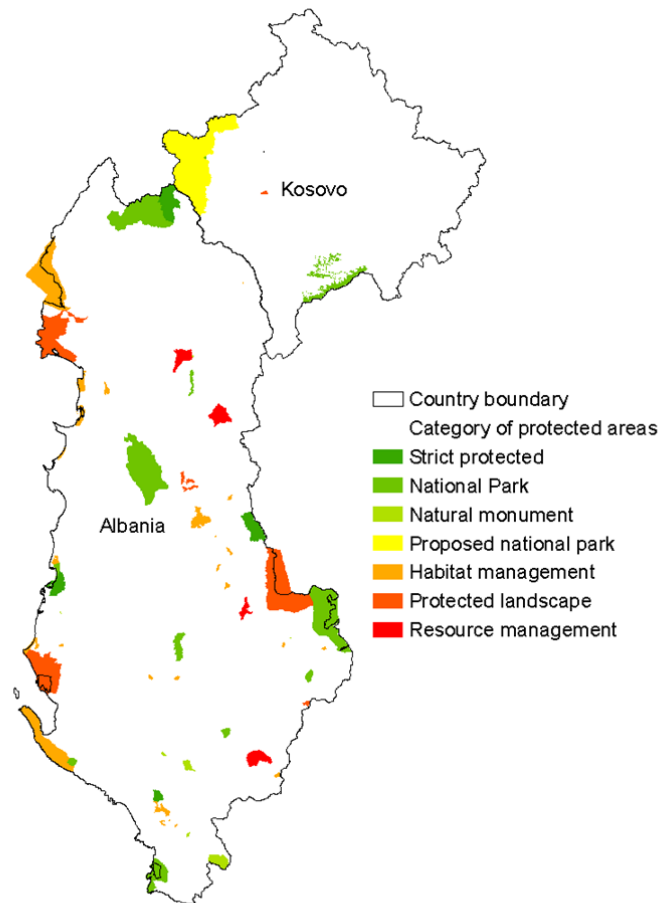 Kosovo
Albania
Country boundary
Category of protected areas
Strict protected
National Park
Natural monument
Proposed national park
Habitat management
Protected landscape
Resource management